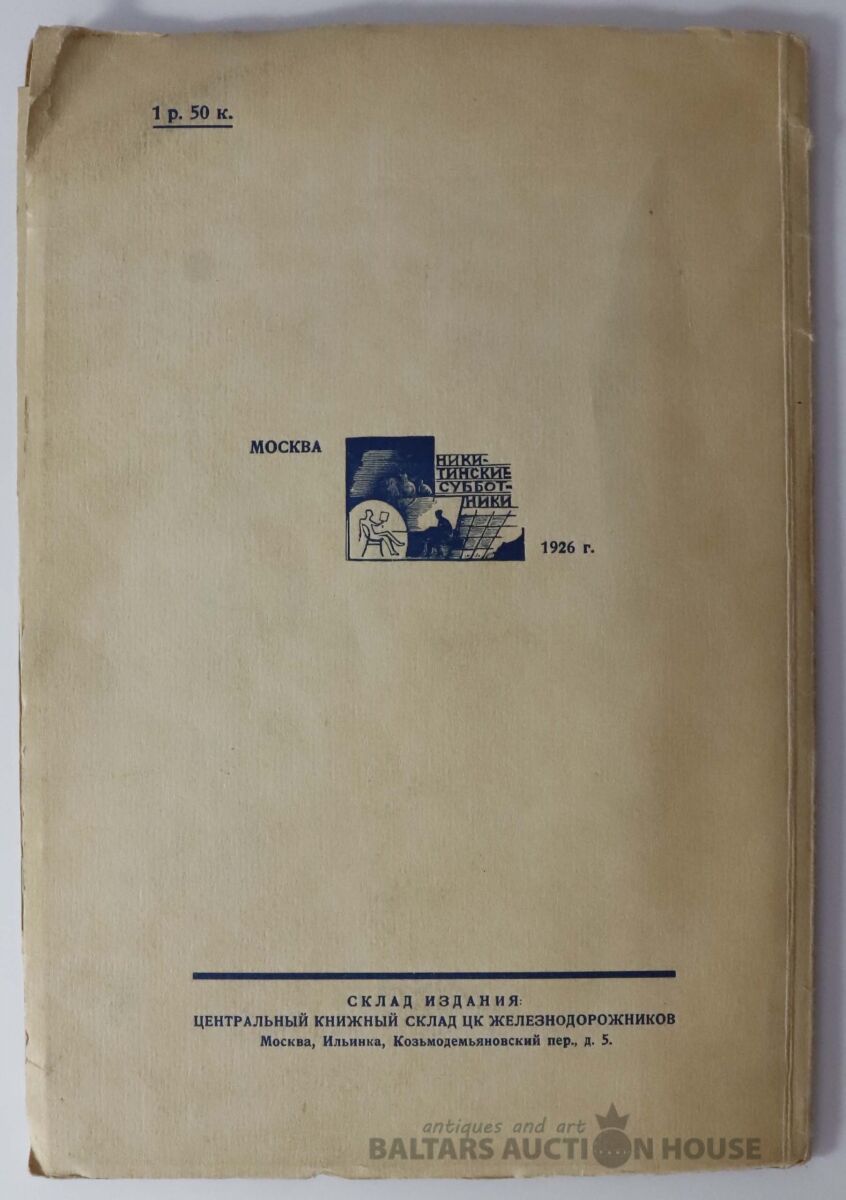 1 р. 50 к.
МОСКВА
НИКИ-
ТИНСКИЕ
СУББОТ-
НИКИ
1926 г.
СКЛАД ИЗДАНИЯ:
ЦЕНТРАЛЬНЫЙ КНИЖНЫЙ СКЛАД ЦК ЖЕЛЕЗНОДОРОЖНИКОВ
Москва, Ильинка, Козьмодемьяновский пер., д. 5.
antiques and art
BALTARS AUCTION HOUSE